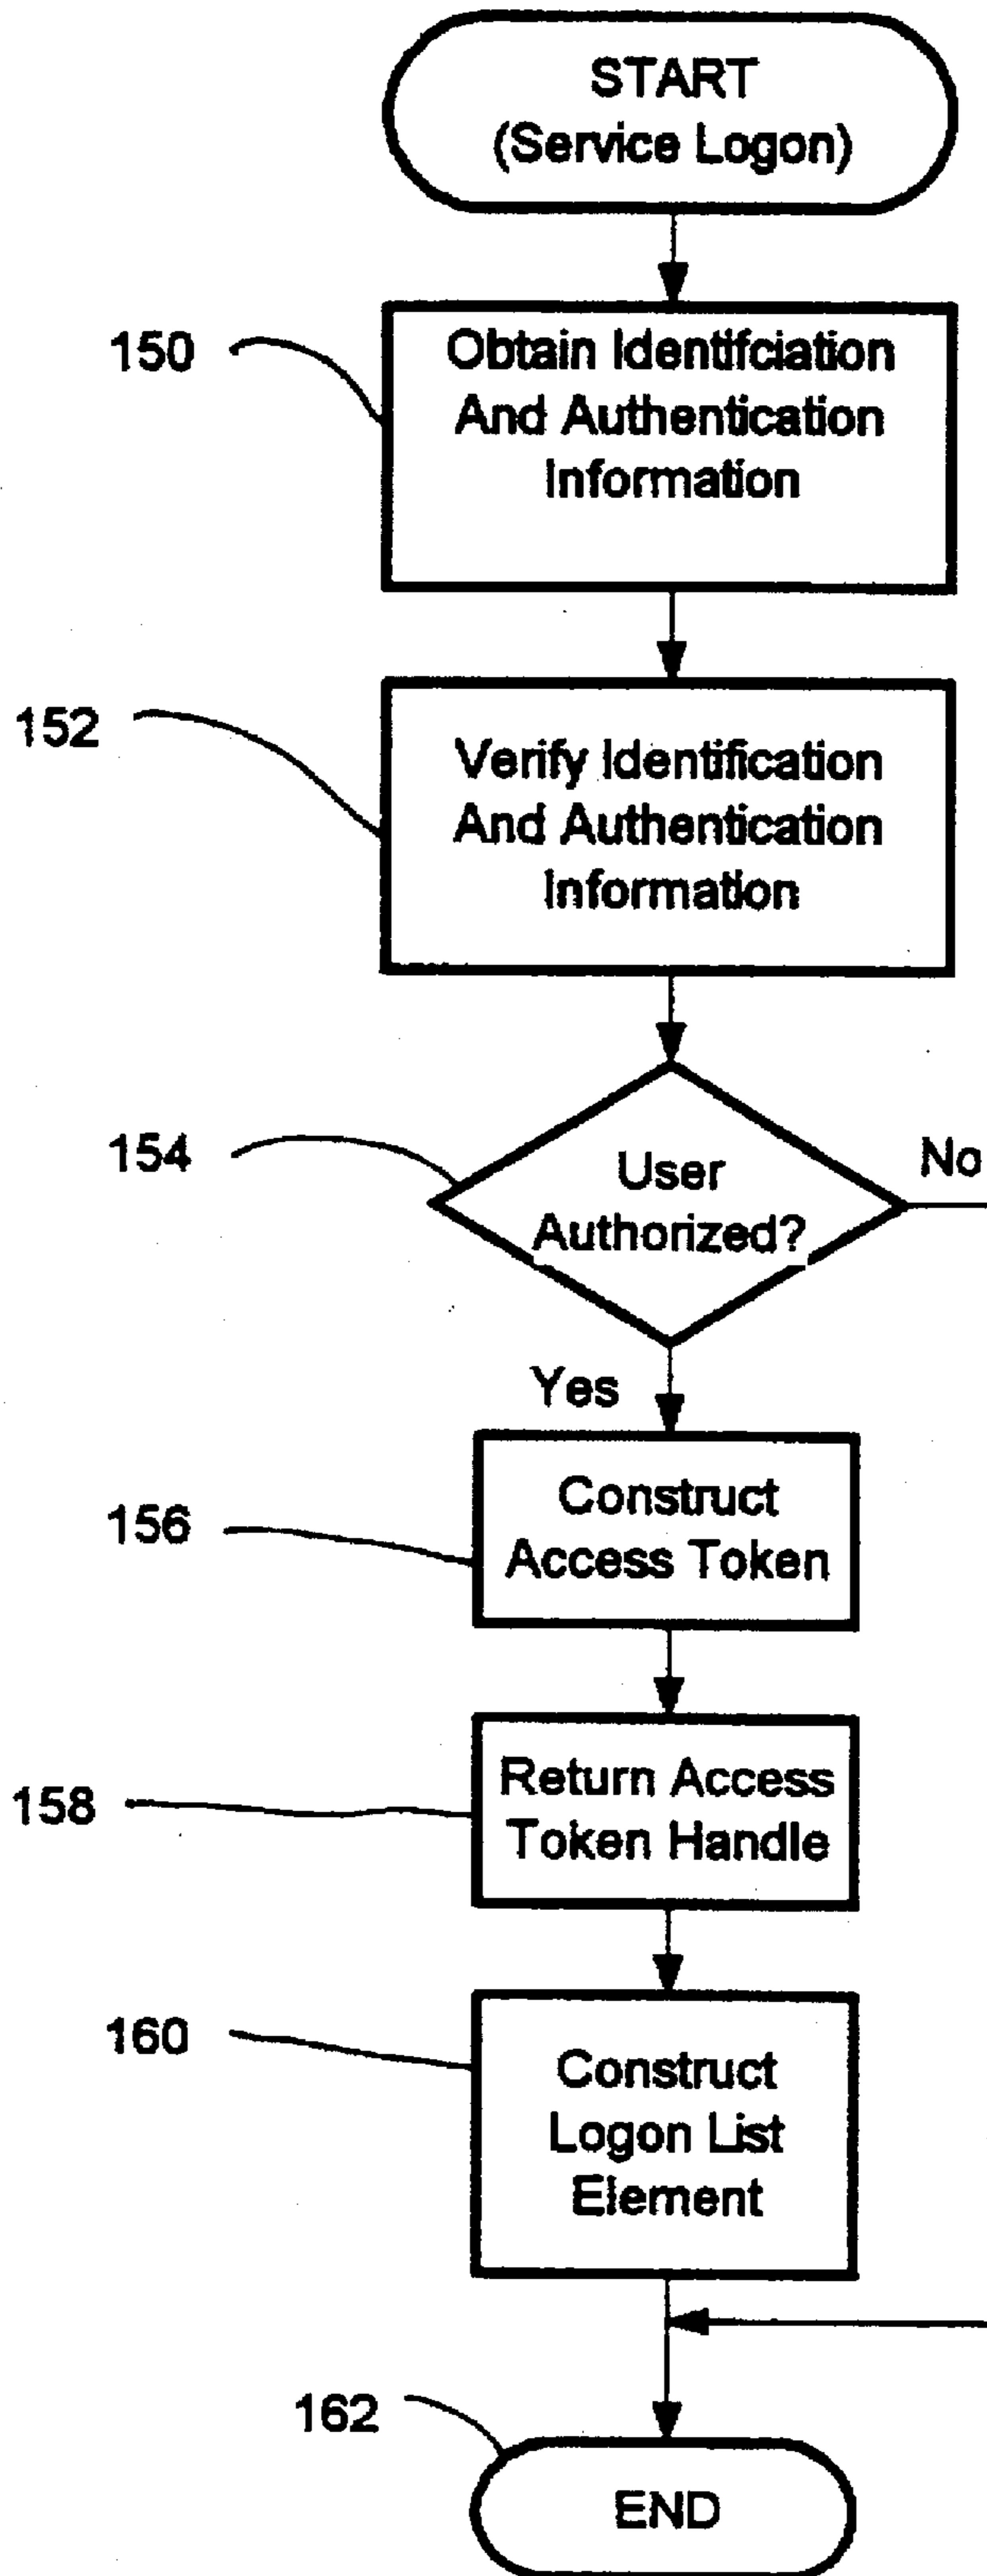 START
(Service Logon)
150
Obtain Identifciation
And Authentication
Information
152
Verify Identification
And Authentication
Information
154
User
Authorized?
No
Yes
156
Construct
Access Token
158
Return Access
Token Handle
160
Construct
Logon List
Element
162
END